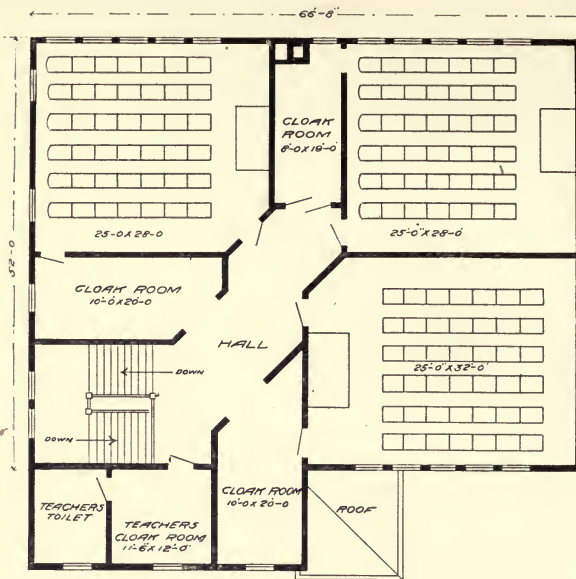 66'-8"
CLOAK
ROOM
8'-0 X 19'-0"
25-0 X 28-0
25'-0" X 28'-0'
52'-0
CLOAK ROOM
10'-0 X 20'-0
HALL
DOWN
25'-0" X 32'-0'
DOWN
TEACHERS
TOILET
TEACHERS
CLOAK ROOM
11'-6 X 12'-0'
CLOAK ROOM
10'-0 X 20'-0
ROOF